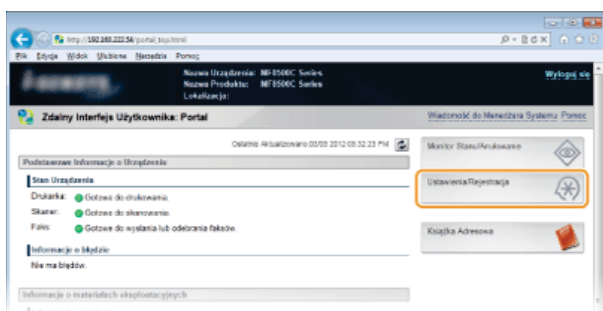 http://192.168.222.54/portal_top.html
Plik Edycja Widok Ulubione Narzędzia Pomoc
Nazwa Urządzenia: MF8500C Series
Nazwa Produktu: MF8500C Series
Lokalizacja:
Wyloguj się
Zdalny Interfejs Użytkownika: Portal
Wiadomość do Menedżera Systemu Pomoc
Ostatnio Aktualizowano:03/03 2012 08:32:23 PM
Podstawowe Informacje o Urządzeniu
Stan Urządzenia
Drukarka: Gotowe do drukowania.
Skaner: Gotowe do skanowania.
Faks: Gotowe do wysłania lub odebrania faksów.
Informacje o błędzie
Nie ma błędów.
Informacje o materiałach eksploatacyjnych
Monitor Stanu/Anulowanie
Ustawienia/Rejestracja
Książka Adresowa